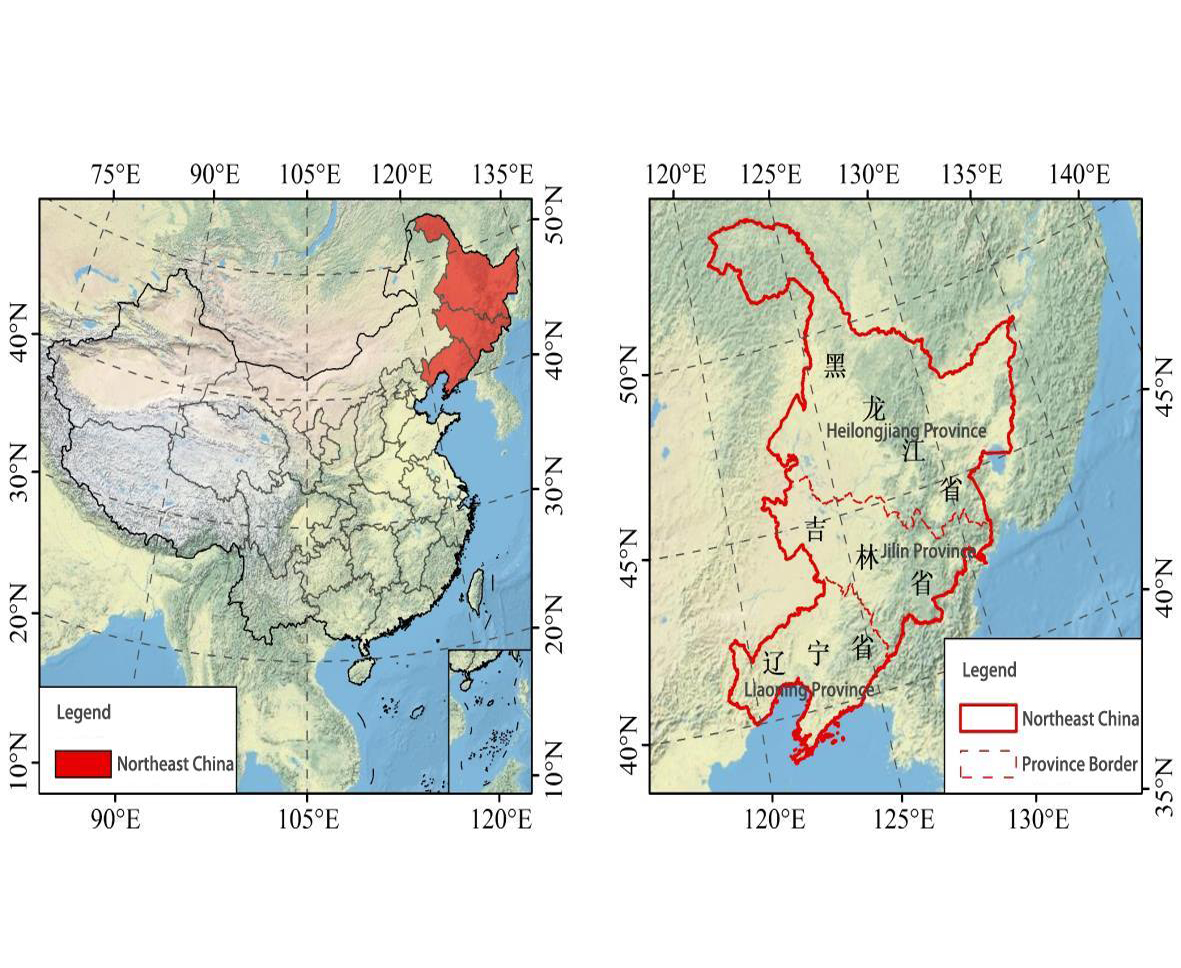 75°E 90°E 105°E 120°E 135°E
50°N
40°N
40°N
30°N
30°N
20°N
20°N
10°N
10°N
Legend
Northeast China
90°E 105°E 120°E
120°E 125°E 130°E 135°E 140°E
50°N
45°N
黑
龙
Heilongjiang Province
江
省
吉
林
Jilin Province
省
45°N
40°N
辽 宁 省
Liaoning Province
40°N
35°N
Legend
Northeast China
Province Border
120°E 125°E 130°E